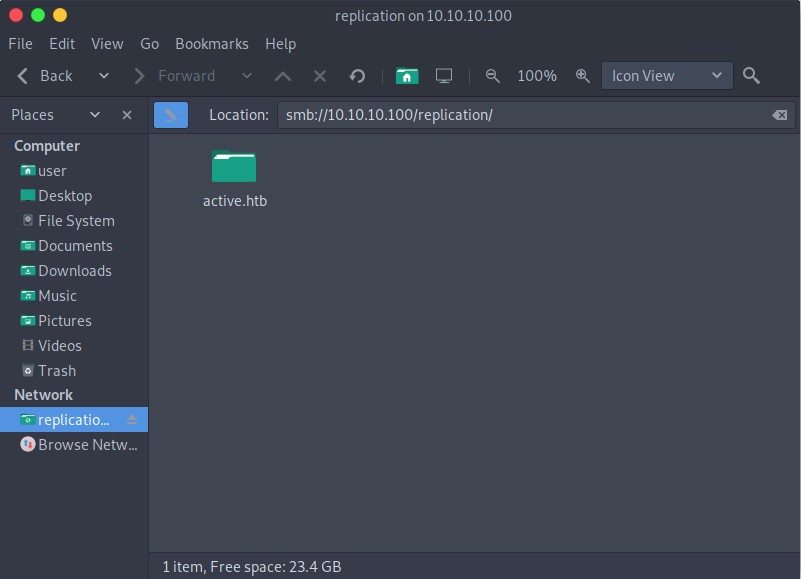 replication on 10.10.10.100
File Edit View Go Bookmarks Help
Back Forward 100% Icon View
Places Location: smb://10.10.10.100/replication/
Computer
user
Desktop
File System
Documents
Downloads
Music
Pictures
Videos
Trash
Network
replicatio...
Browse Netw...
active.htb
1 item, Free space: 23.4 GB